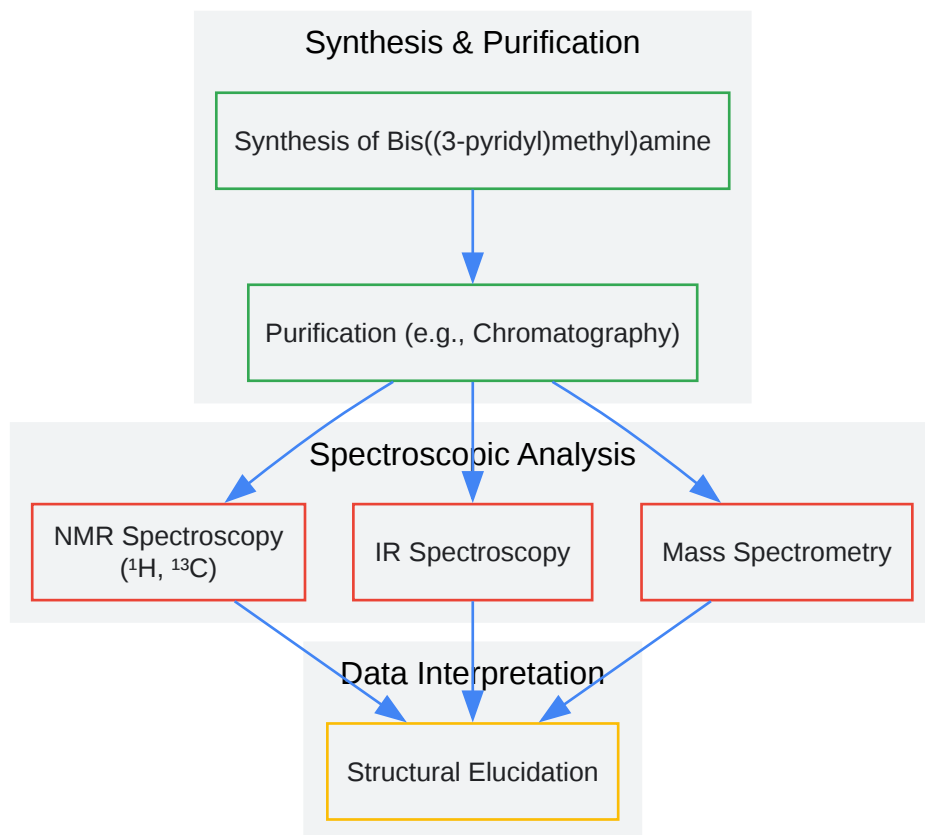 Synthesis & Purification
Synthesis of Bis((3-pyridyl)methyl)amine
Purification (e.g., Chromatography)
Spectroscopic Analysis
NMR Spectroscopy
(¹H, ¹³C)
IR Spectroscopy
Mass Spectrometry
Data Interpretation
Structural Elucidation